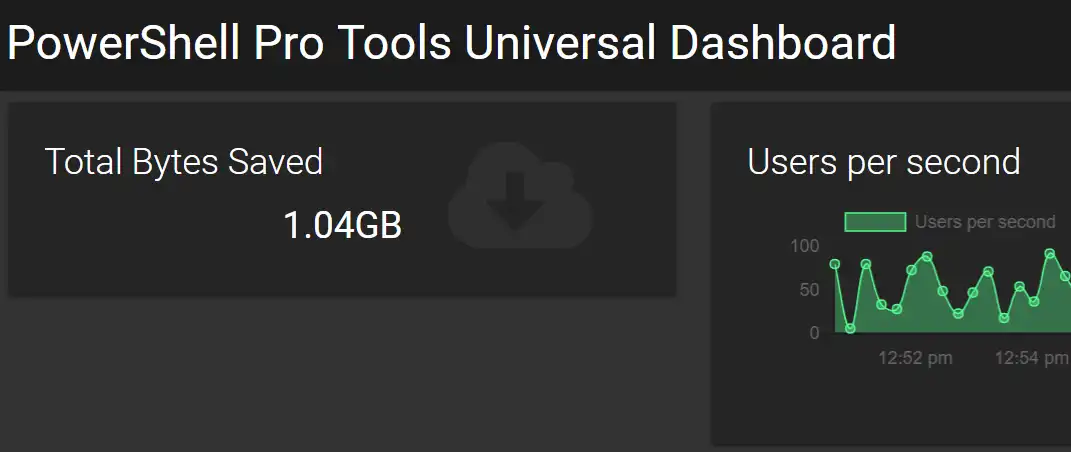 PowerShell Pro Tools Universal Dashboard
Total Bytes Saved
1.04GB
Users per second
Users per second
100
50
0
12:52 pm
12:54 pm